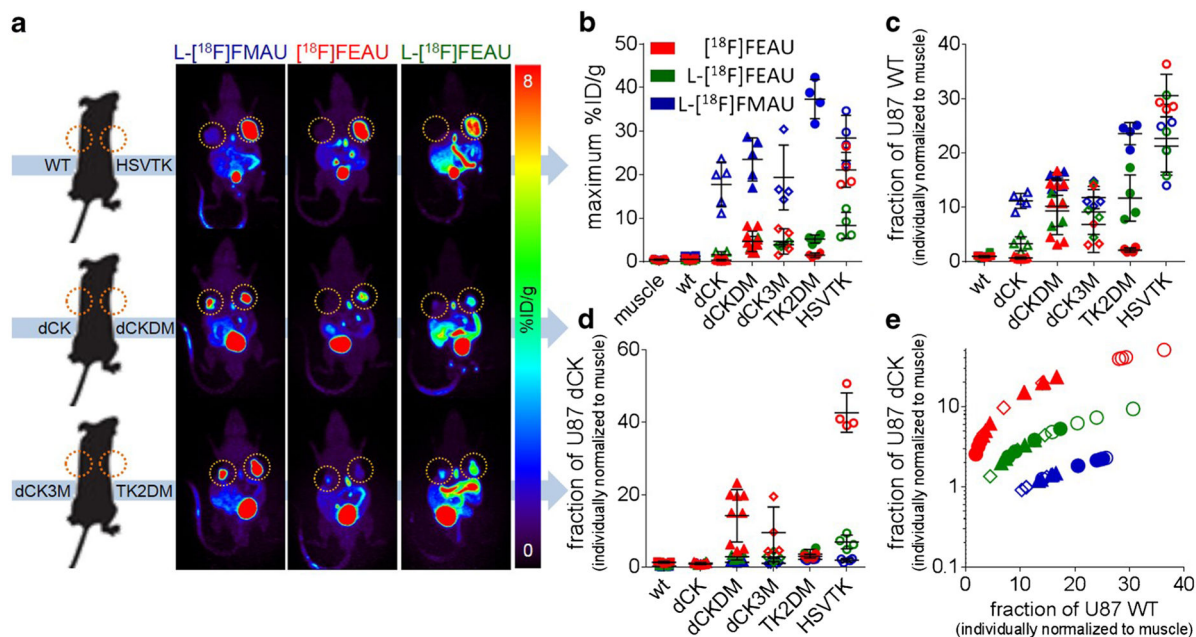 a
L-[¹⁸F]FMAU [¹⁸F]FEAU L-[¹⁸F]FEAU
WT HSVTK
dCK dCKDM
dCK3M TK2DM
8
%ID/g
0
b
maximum %ID/g
50
40
30
20
10
0
[¹⁸F]FEAU
L-[¹⁸F]FEAU
L-[¹⁸F]FMAU
muscle wt dCK dCKDM dCK3M TK2DM HSVTK
c
fraction of U87 WT
(individually normalized to muscle)
40
30
20
10
0
wt dCK dCKDM dCK3M TK2DM HSVTK
d
fraction of U87 dCK
(individually normalized to muscle)
60
40
20
0
wt dCK dCKDM dCK3M TK2DM HSVTK
e
fraction of U87 dCK
(individually normalized to muscle)
10
1
0.1
0 10 20 30 40
fraction of U87 WT
(individually normalized to muscle)